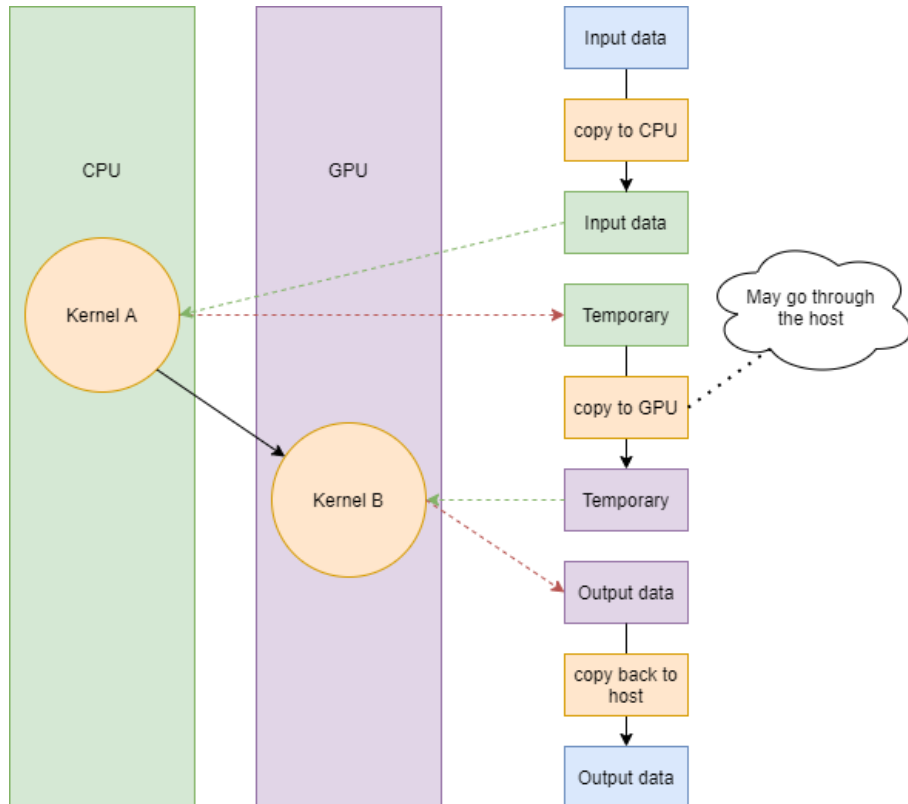 Input data
copy to CPU
CPU
GPU
Input data
Kernel A
Temporary
May go through
the host
copy to GPU
Kernel B
Temporary
Output data
copy back to
host
Output data